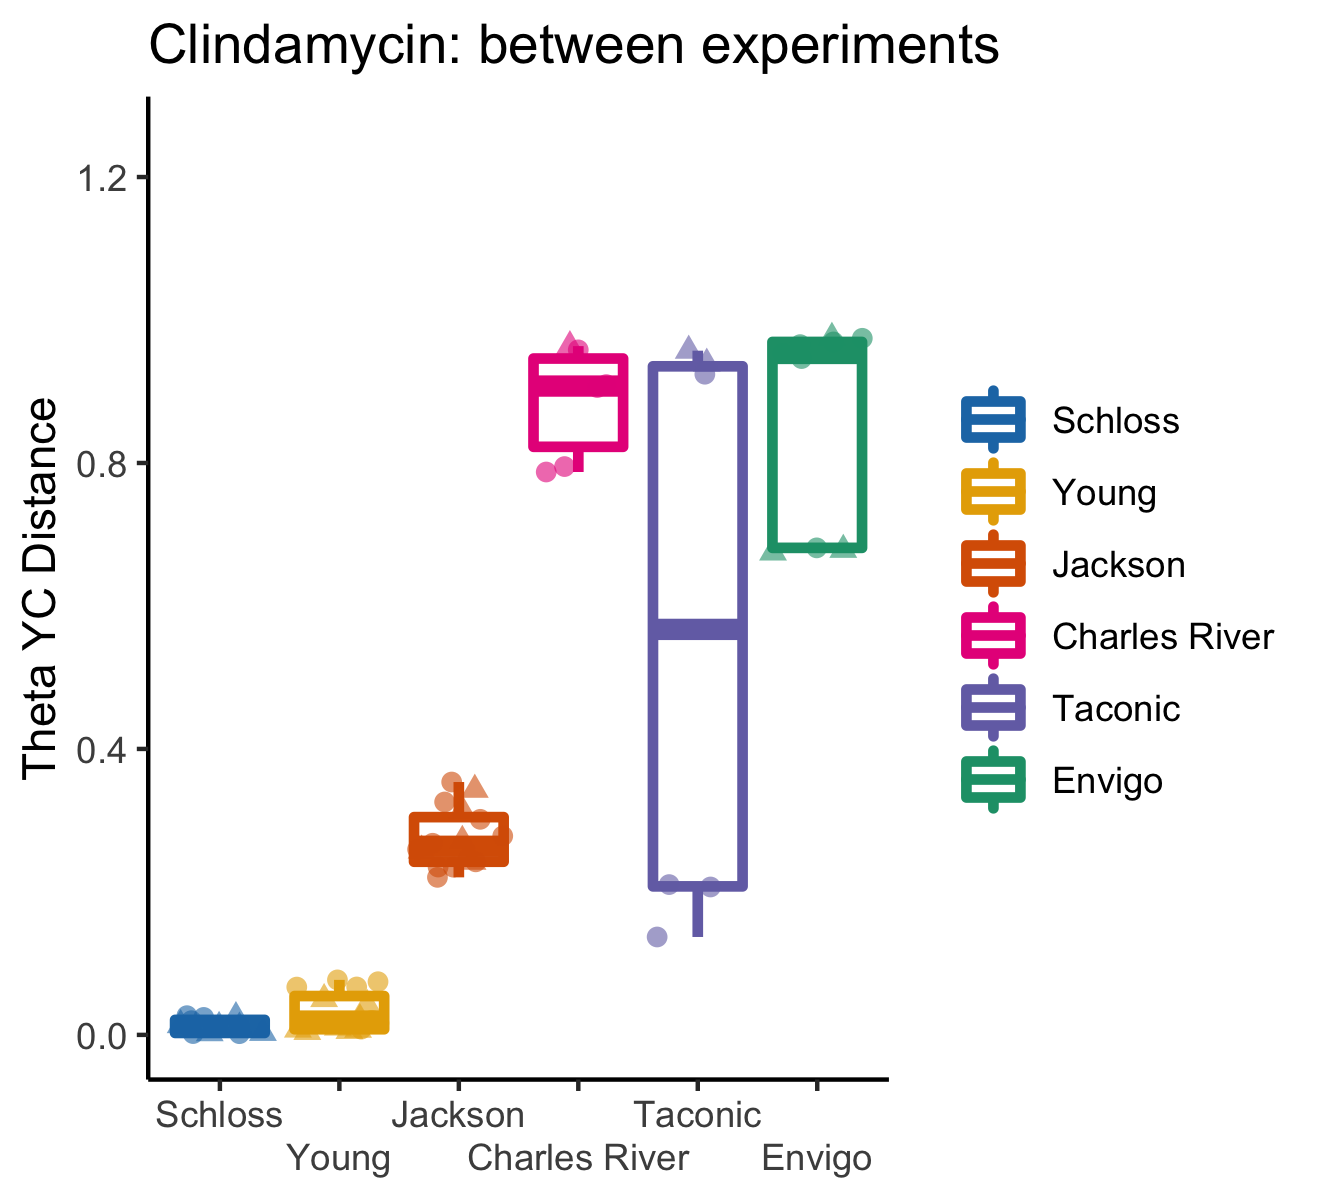 Clindamycin: between experiments
Theta YC Distance
1.2
0.8
0.4
0.0
Schloss
Young
Jackson
Charles River
Taconic
Envigo
Schloss
Young
Jackson
Charles River
Taconic
Envigo